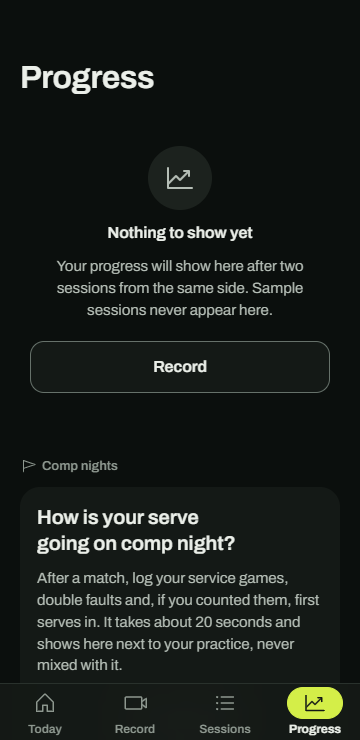 Progress
Nothing to show yet
Your progress will show here after two
sessions from the same side. Sample
sessions never appear here.
Record
Comp nights
How is your serve
going on comp night?
After a match, log your service games,
double faults and, if you counted them, first
serves in. It takes about 20 seconds and
shows here next to your practice, never
mixed with it.
Today
Record
Sessions
Progress